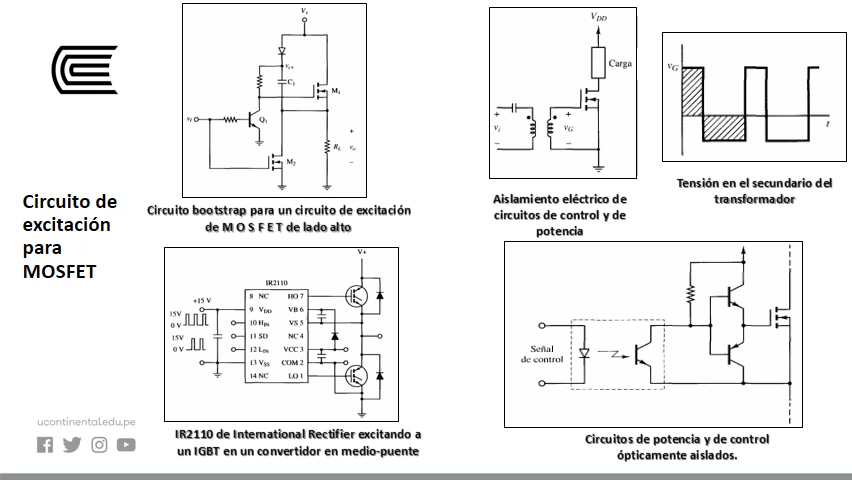 Circuito de
excitación
para
MOSFET
Vs
vc+
C1
M1
vi
Q1
M2
RL
+
vo
−
Circuito bootstrap para un circuito de excitación
de M O S F E T de lado alto
VDD
Carga
+
vi
−
+
vG
−
Aislamiento eléctrico de
circuitos de control y de
potencia
vG
t
Tensión en el secundario del
transformador
V+
IR2110
+15 V
15V
0 V
15V
0 V
8 NC HO 7
9 VDD VB 6
10 HIN VS 5
11 SD NC 4
12 LIN VCC 3
13 VSS COM 2
14 NC LO 1
IR2110 de International Rectifier excitando a
un IGBT en un convertidor en medio-puente
Señal
de control
Circuitos de potencia y de control
ópticamente aislados.
ucontinental.edu.pe